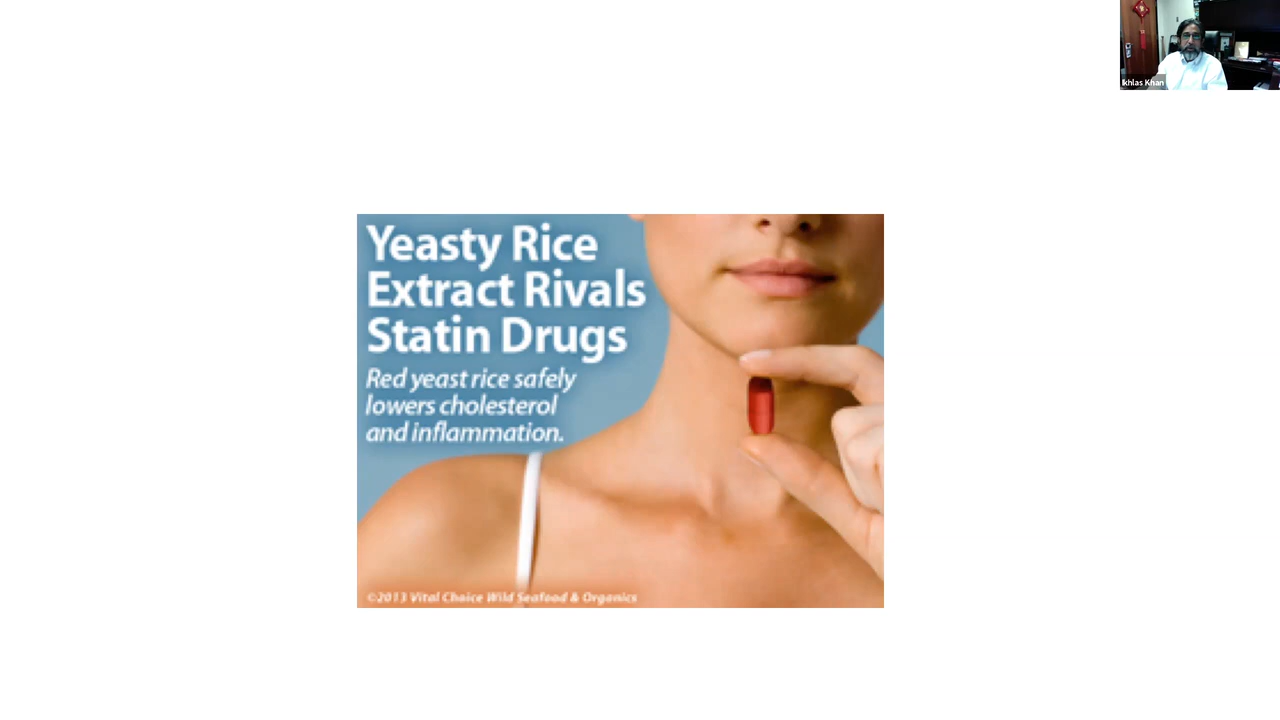 Ikhlas Khan
Yeasty Rice
Extract Rivals
Statin Drugs
Red yeast rice safely
lowers cholesterol
and inflammation.
©2013 Vital Choice Wild Seafood & Organics